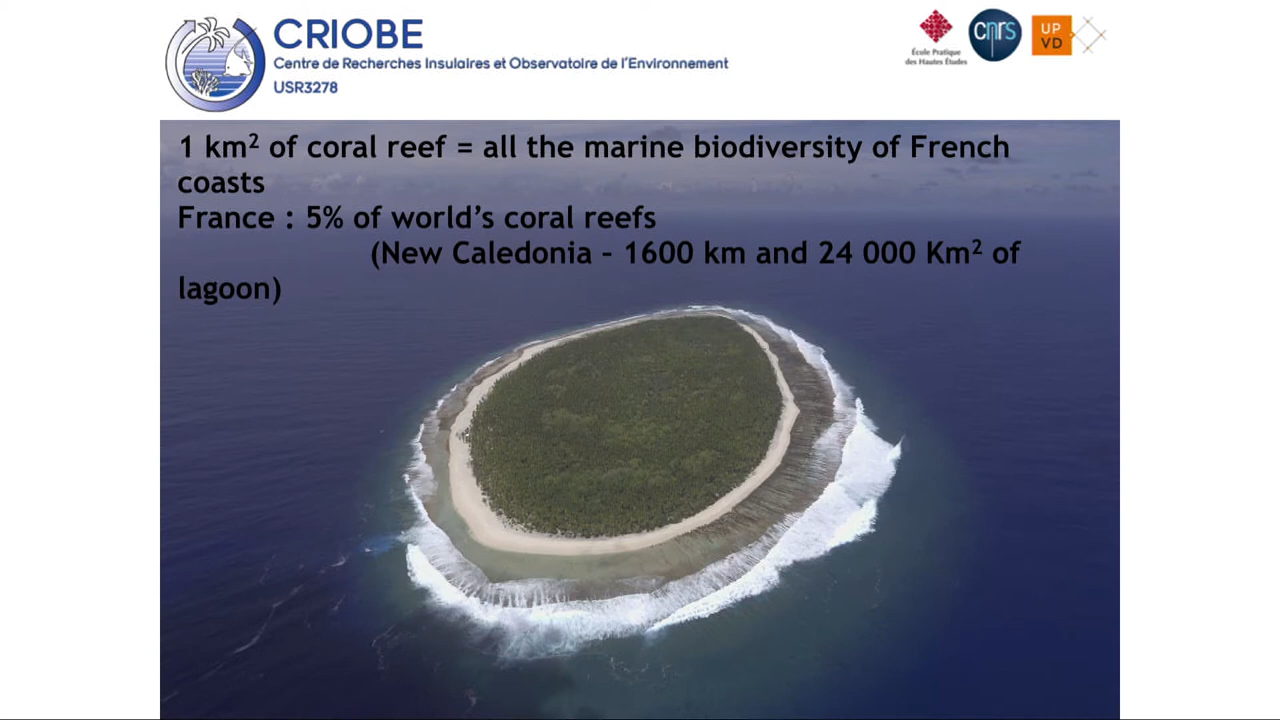 CRIOBE
Centre de Recherches Insulaires et Observatoire de l'Environnement
USR3278
École Pratique
des Hautes Études
cnrs
UP
VD
1 km² of coral reef = all the marine biodiversity of French
coasts
France : 5% of world's coral reefs
(New Caledonia – 1600 km and 24 000 Km² of
lagoon)